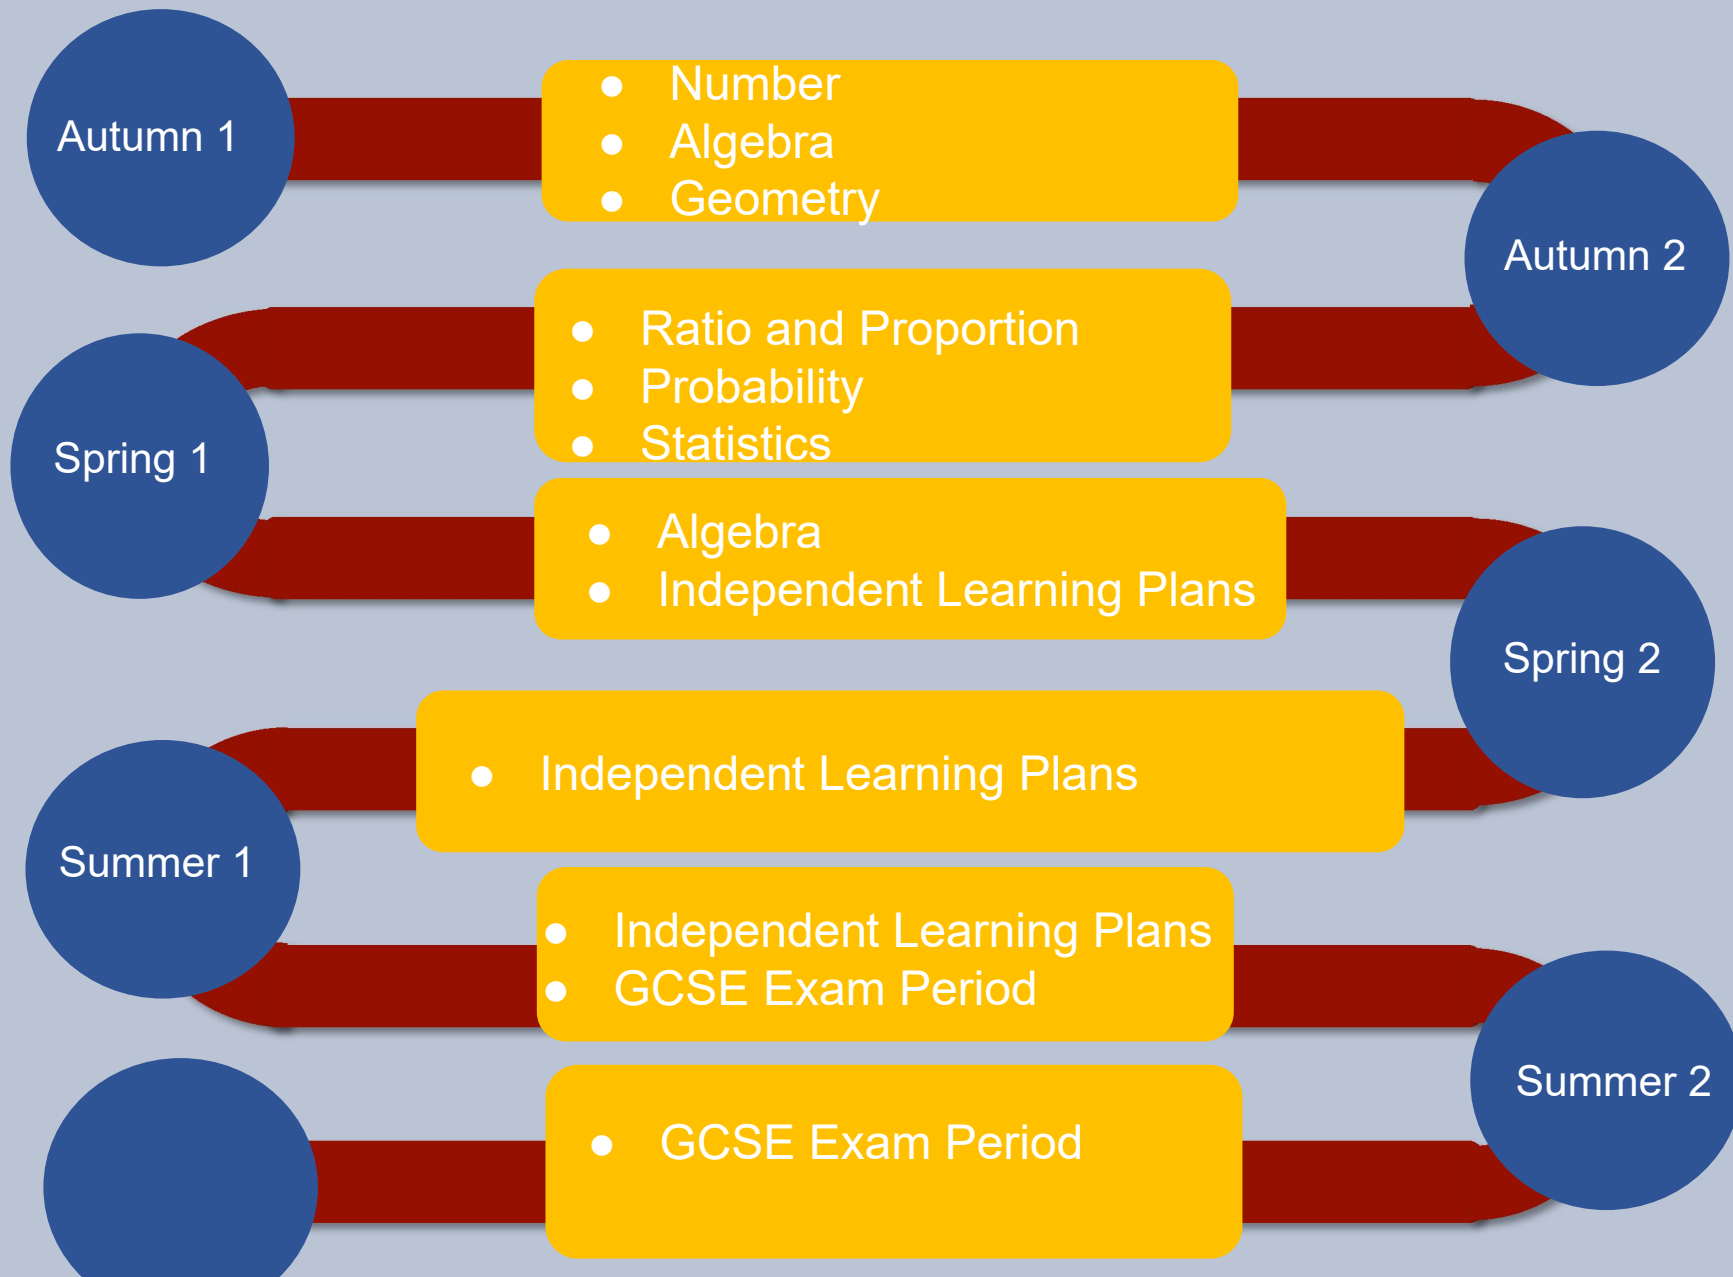 Autumn 1
● Number
● Algebra
● Geometry
Autumn 2
● Ratio and Proportion
● Probability
● Statistics
Spring 1
● Algebra
● Independent Learning Plans
Spring 2
● Independent Learning Plans
Summer 1
● Independent Learning Plans
● GCSE Exam Period
Summer 2
● GCSE Exam Period